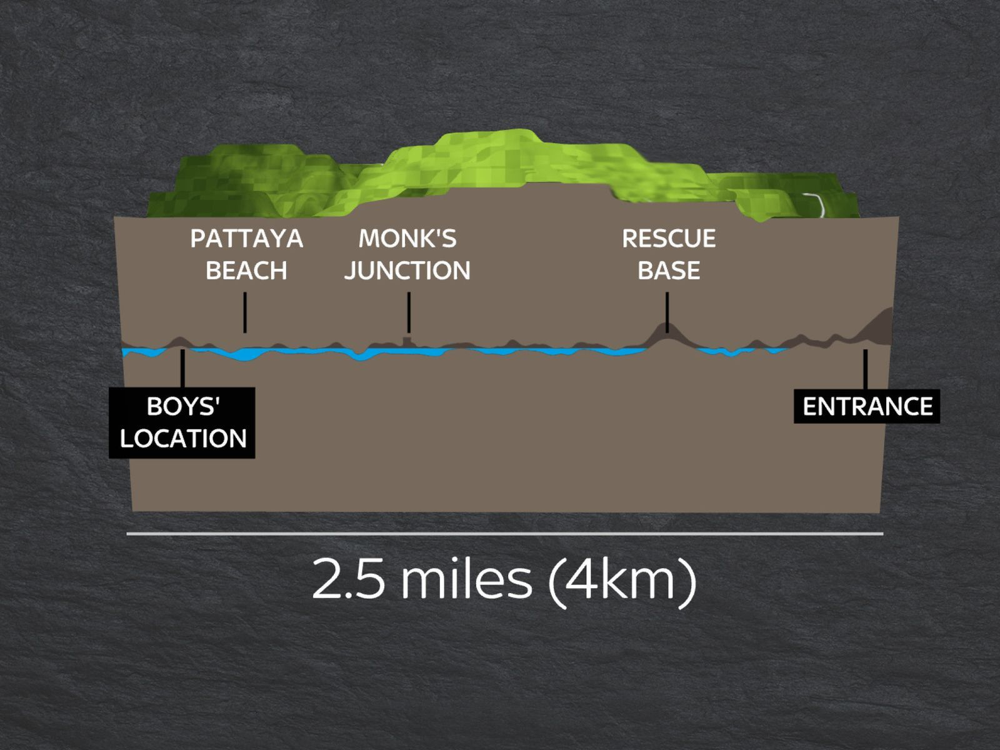 PATTAYA
BEACH
MONK'S
JUNCTION
RESCUE
BASE
BOYS'
LOCATION
ENTRANCE
2.5 miles (4km)